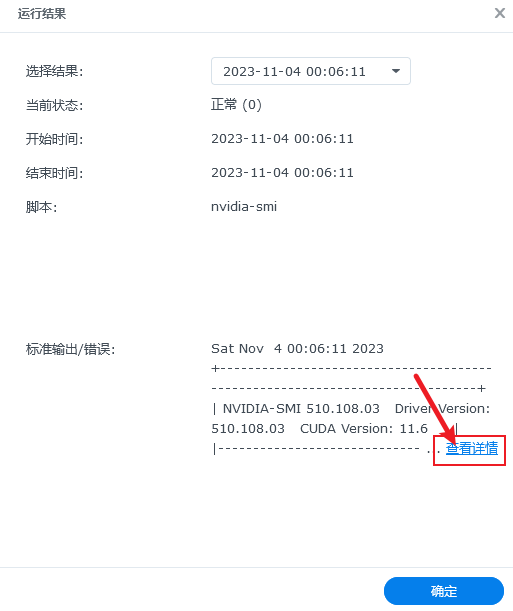 运行结果
选择结果: 2023-11-04 00:06:11
当前状态: 正常 (0)
开始时间: 2023-11-04 00:06:11
结束时间: 2023-11-04 00:06:11
脚本: nvidia-smi
标准输出/错误: Sat Nov  4 00:06:11 2023
+---------------------------------------
--------------------------------------+
| NVIDIA-SMI 510.108.03   Driver Version:
510.108.03   CUDA Version: 11.6     |
|----------------------------- ... 查看详情
确定